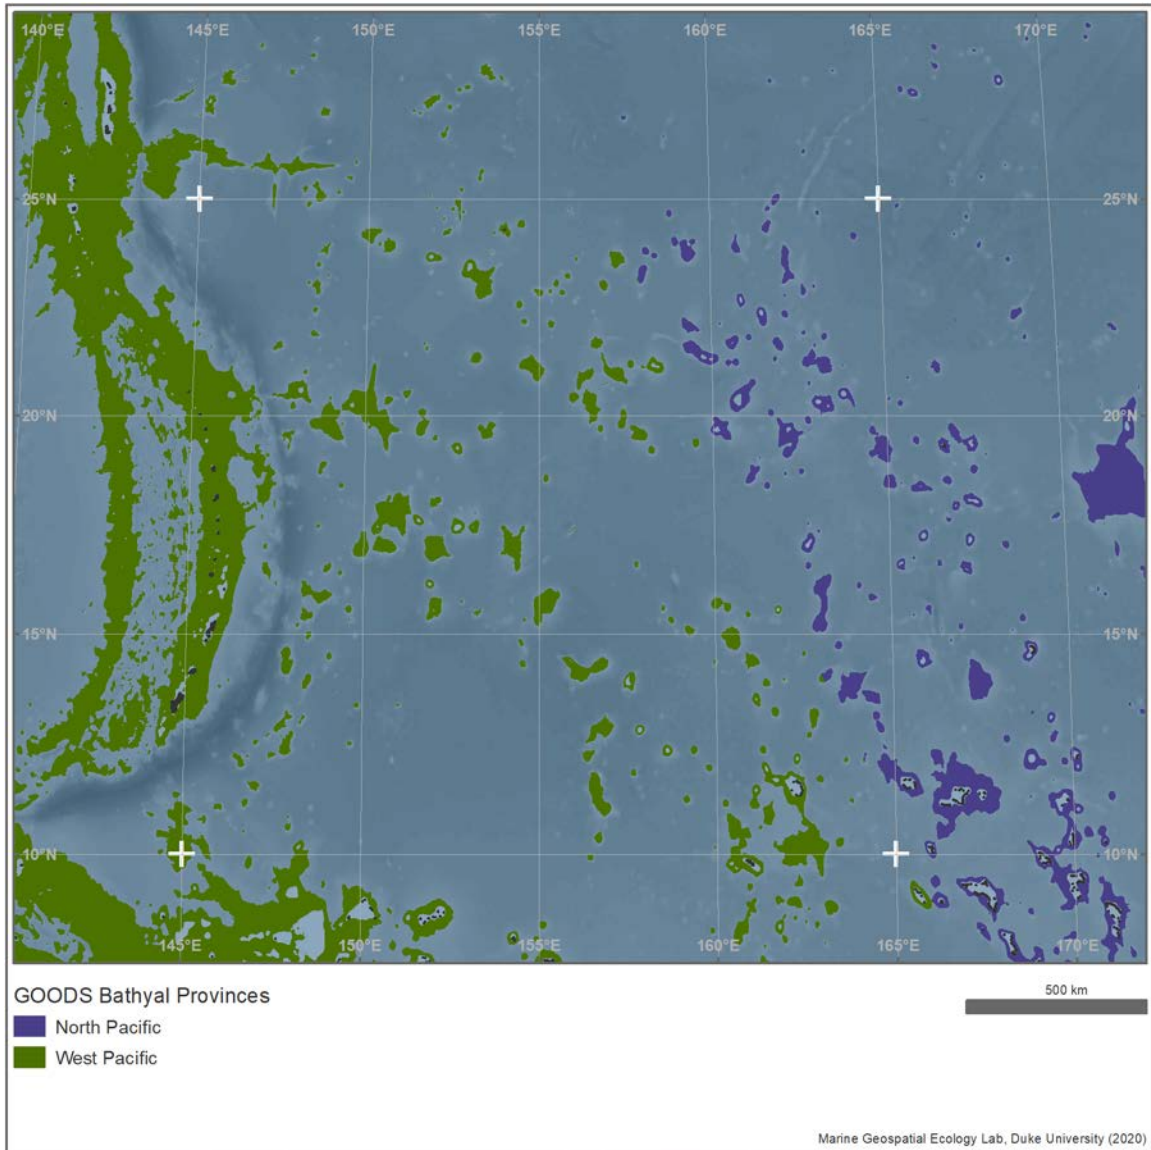 140°E 145°E 150°E 155°E 160°E 165°E 170°E
25°N 25°N
20°N 20°N
15°N 15°N
10°N 10°N
145°E 150°E 155°E 160°E 165°E 170°E
GOODS Bathyal Provinces
500 km
North Pacific
West Pacific
Marine Geospatial Ecology Lab, Duke University (2020)